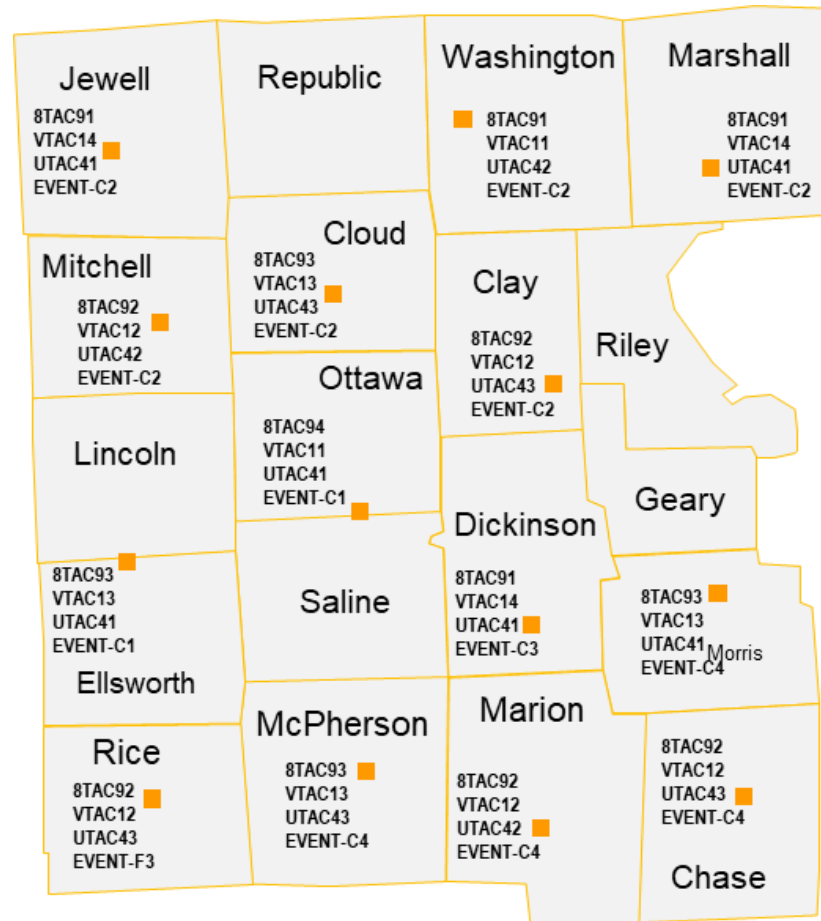 Jewell
8TAC91
VTAC14
UTAC41
EVENT-C2
Republic
Washington
8TAC91
VTAC11
UTAC42
EVENT-C2
Marshall
8TAC91
VTAC14
UTAC41
EVENT-C2
Mitchell
8TAC92
VTAC12
UTAC42
EVENT-C2
Cloud
8TAC93
VTAC13
UTAC43
EVENT-C2
Clay
8TAC92
VTAC12
UTAC43
EVENT-C2
Riley
Lincoln
Ottawa
8TAC94
VTAC11
UTAC41
EVENT-C1
Geary
Dickinson
8TAC91
VTAC14
UTAC41
EVENT-C3
8TAC93
VTAC13
UTAC41
EVENT-C1
Ellsworth
Saline
8TAC93
VTAC13
UTAC41
EVENT-C4
Morris
Rice
8TAC92
VTAC12
UTAC43
EVENT-F3
McPherson
8TAC93
VTAC13
UTAC43
EVENT-C4
Marion
8TAC92
VTAC12
UTAC42
EVENT-C4
8TAC92
VTAC12
UTAC43
EVENT-C4
Chase